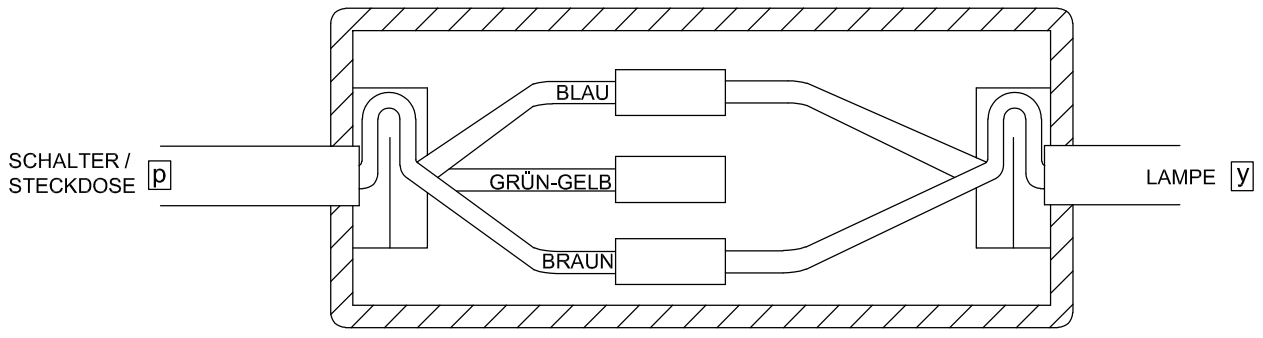 SCHALTER /
STECKDOSE p
BLAU
GRÜN-GELB
BRAUN
LAMPE y